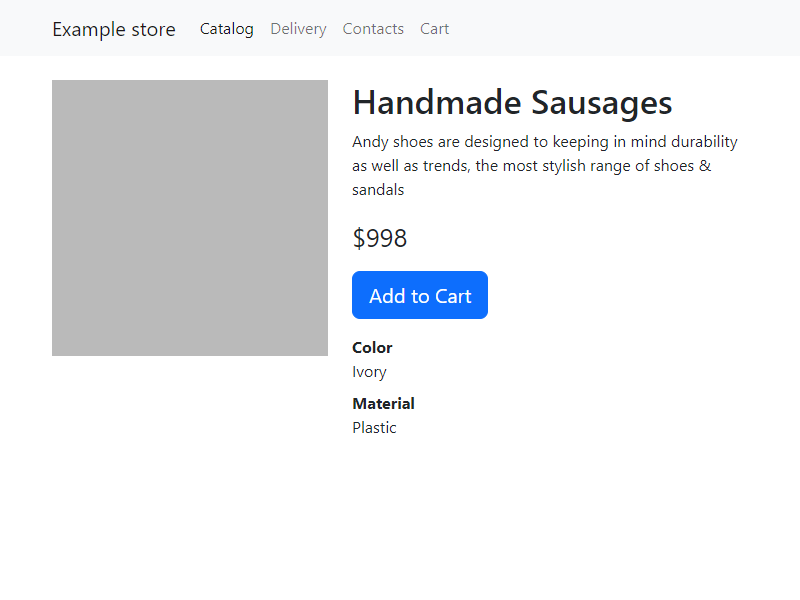 Example store Catalog Delivery Contacts Cart
Handmade Sausages
Andy shoes are designed to keeping in mind durability
as well as trends, the most stylish range of shoes &
sandals
$998
Add to Cart
Color
Ivory
Material
Plastic